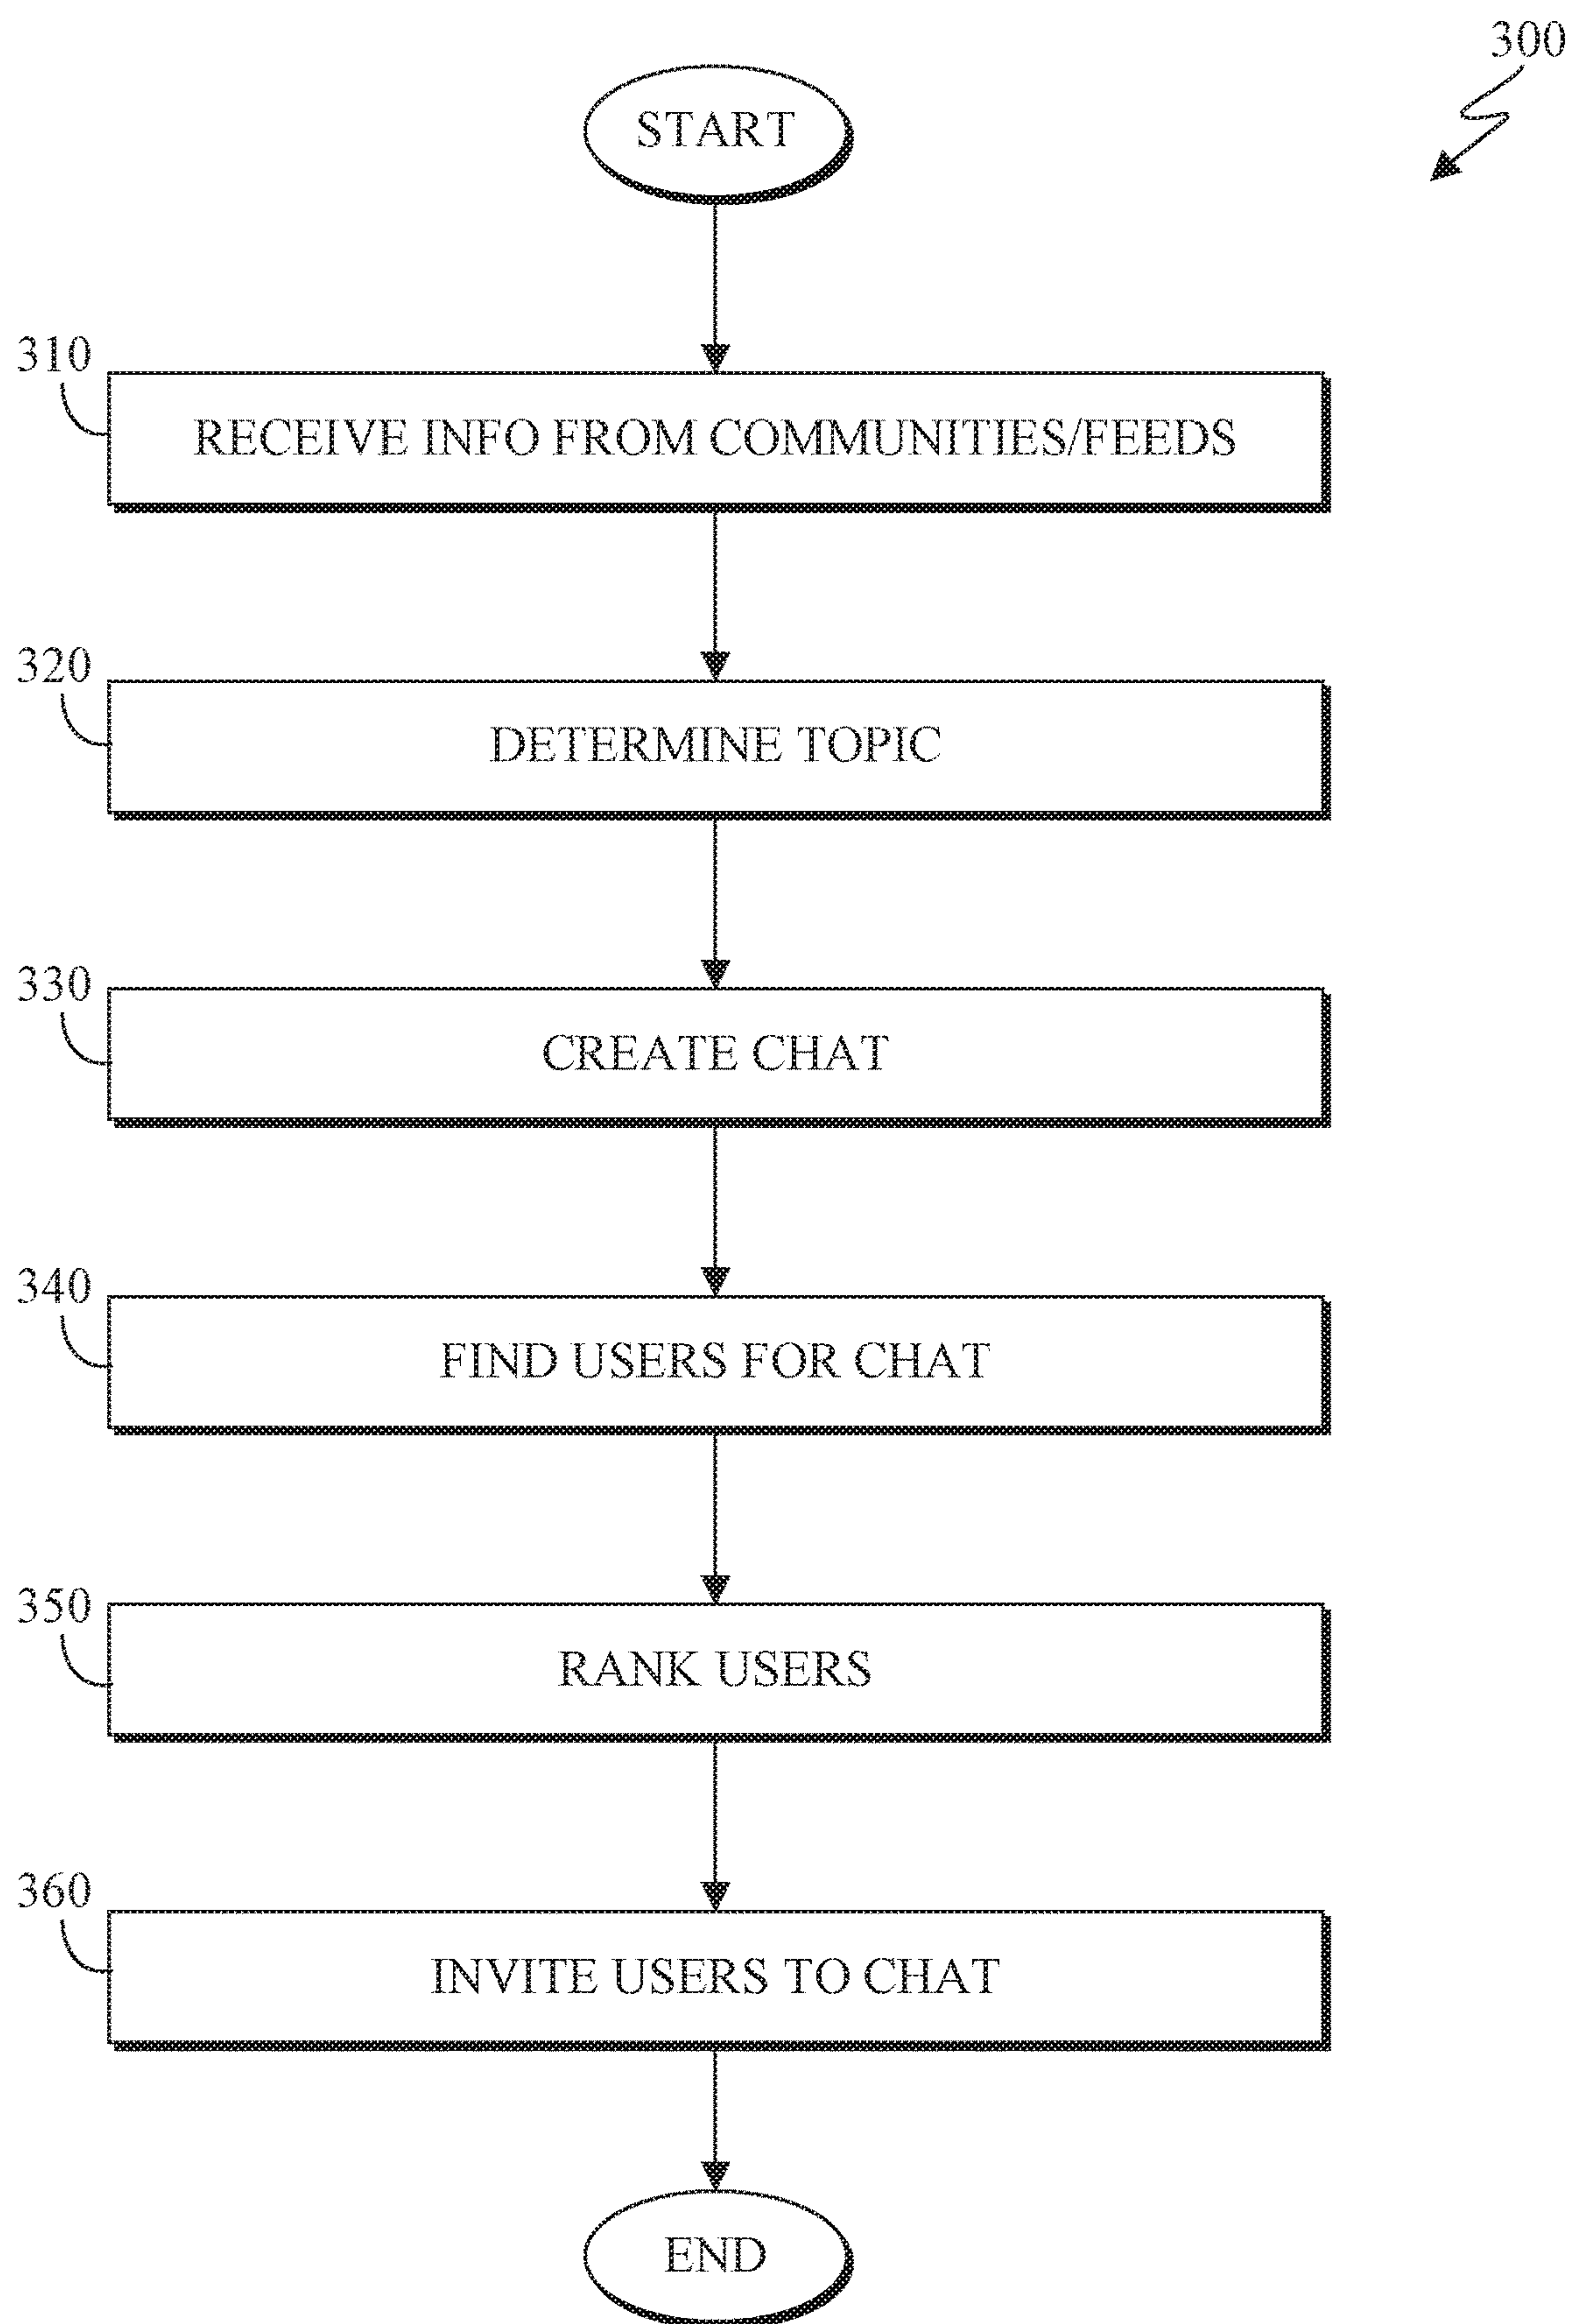 300
START
310
RECEIVE INFO FROM COMMUNITIES/FEEDS
320
DETERMINE TOPIC
330
CREATE CHAT
340
FIND USERS FOR CHAT
350
RANK USERS
360
INVITE USERS TO CHAT
END